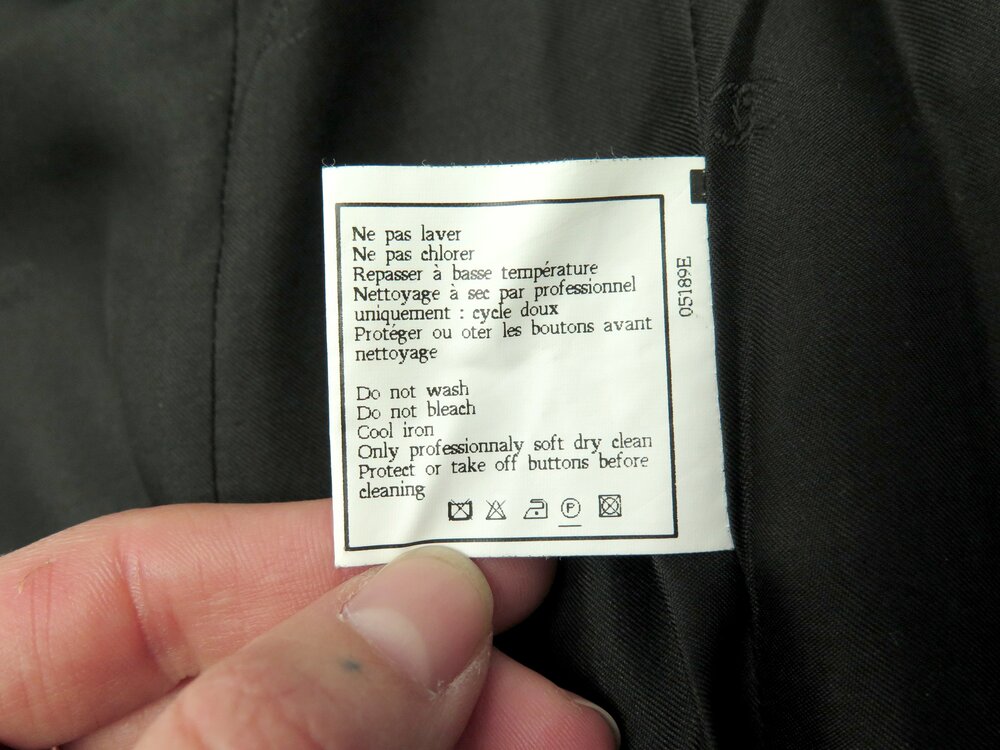 Ne pas laver
Ne pas chlorer
Repasser à basse température
Nettoyage à sec par professionnel
uniquement : cycle doux
Protéger ou oter les boutons avant
nettoyage
Do not wash
Do not bleach
Cool iron
Only professionnaly soft dry clean
Protect or take off buttons before
cleaning
P
05189E